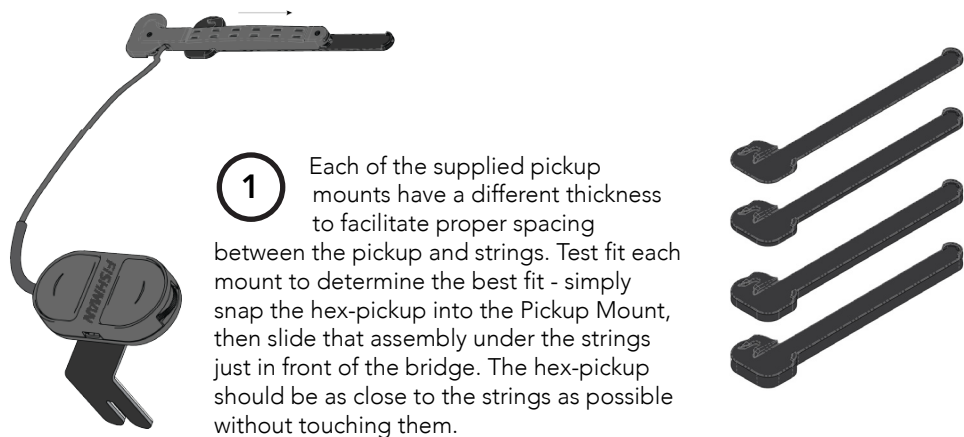 1
Each of the supplied pickup
mounts have a different thickness
to facilitate proper spacing
between the pickup and strings. Test fit each
mount to determine the best fit - simply
snap the hex-pickup into the Pickup Mount,
then slide that assembly under the strings
just in front of the bridge. The hex-pickup
should be as close to the strings as possible
without touching them.
FISHMAN